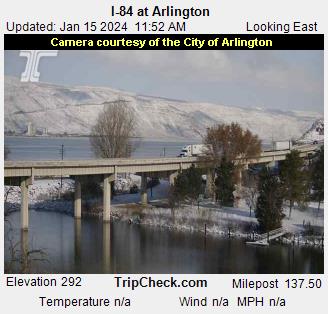 I-84 at Arlington
Updated: Jan 15 2024 11:52 AM Looking East
Camera courtesy of the City of Arlington
Elevation 292 TripCheck.com Milepost 137.50
Temperature n/a Wind n/a MPH n/a